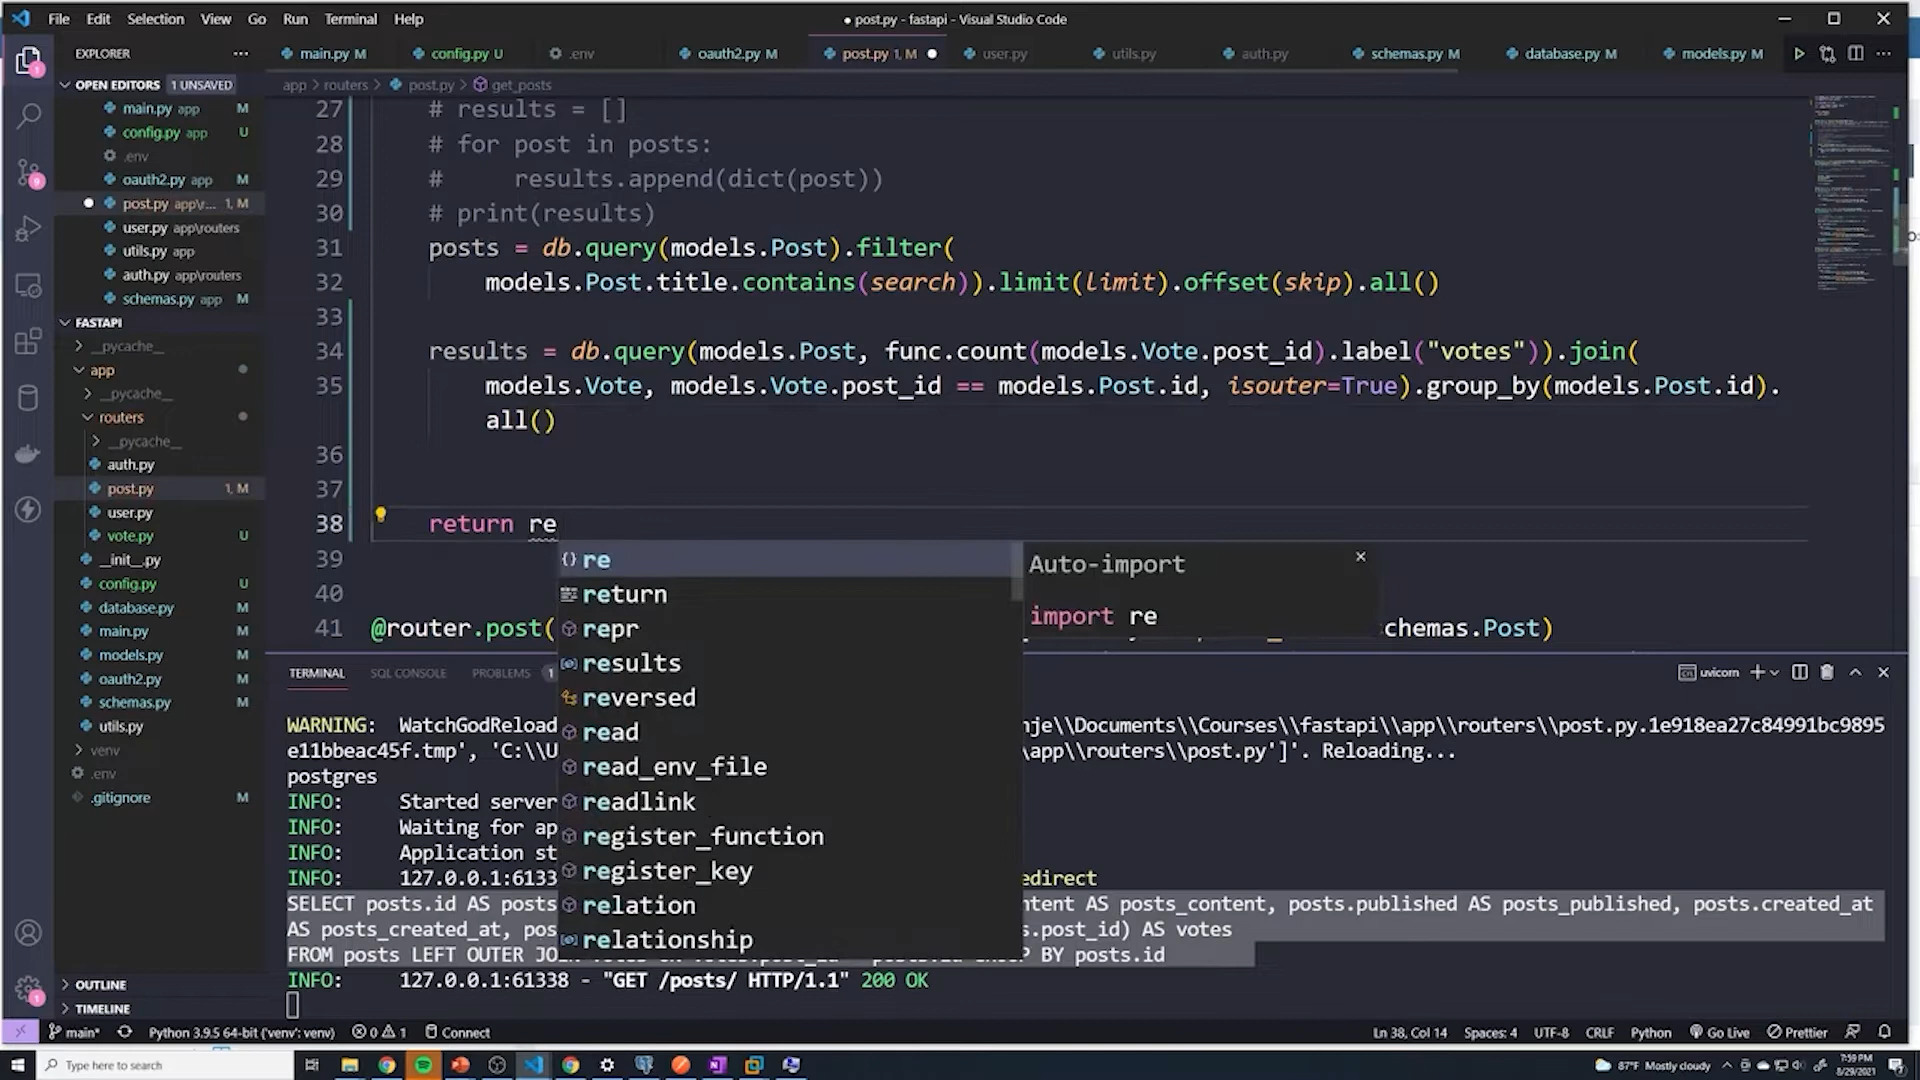 File Edit Selection View Go Run Terminal Help
● post.py - fastapi - Visual Studio Code
EXPLORER
main.py M config.py U .env oauth2.py M post.py 1, M user.py utils.py auth.py schemas.py M database.py M models.py M
OPEN EDITORS 1 UNSAVED
app > routers > post.py > get_posts
main.py app M
config.py app U
.env
oauth2.py app M
post.py app\r... 1, M
user.py app\routers
utils.py app
auth.py app\routers
schemas.py app M
FASTAPI
__pycache__
app
__pycache__
routers
__pycache__
auth.py
post.py 1, M
user.py
vote.py U
__init__.py
config.py U
database.py M
main.py M
models.py M
oauth2.py M
schemas.py M
utils.py
venv
.env
.gitignore M
OUTLINE
TIMELINE
27 # results = []
28 # for post in posts:
29 #     results.append(dict(post))
30 # print(results)
31 posts = db.query(models.Post).filter(
32 models.Post.title.contains(search)).limit(limit).offset(skip).all()
33
34 results = db.query(models.Post, func.count(models.Vote.post_id).label("votes")).join(
35 models.Vote, models.Vote.post_id == models.Post.id, isouter=True).group_by(models.Post.id).
all()
36
37
38 return re
39
40
41 @router.post( chemas.Post)
re
return
repr
results
reversed
read
read_env_file
readlink
register_function
register_key
relation
relationship
Auto-import
import re
TERMINAL SQL CONSOLE PROBLEMS 1
uvicorn
WARNING: WatchGodReload nje\\Documents\\Courses\\fastapi\\app\\routers\\post.py.1e918ea27c84991bc9895
e11bbeac45f.tmp', 'C:\\U \app\\routers\\post.py']'. Reloading...
postgres
INFO: Started server
INFO: Waiting for ap
INFO: Application st
INFO: 127.0.0.1:6133 edirect
SELECT posts.id AS posts ntent AS posts_content, posts.published AS posts_published, posts.created_at
AS posts_created_at, pos s.post_id) AS votes
FROM posts LEFT OUTER JO BY posts.id
INFO: 127.0.0.1:61338 - "GET /posts/ HTTP/1.1" 200 OK
main* Python 3.9.5 64-bit ('venv': venv) 0 1 Connect
Ln 38, Col 14 Spaces: 4 UTF-8 CRLF Python Go Live Prettier
Type here to search
87°F Mostly cloudy
7:59 PM
8/29/2021